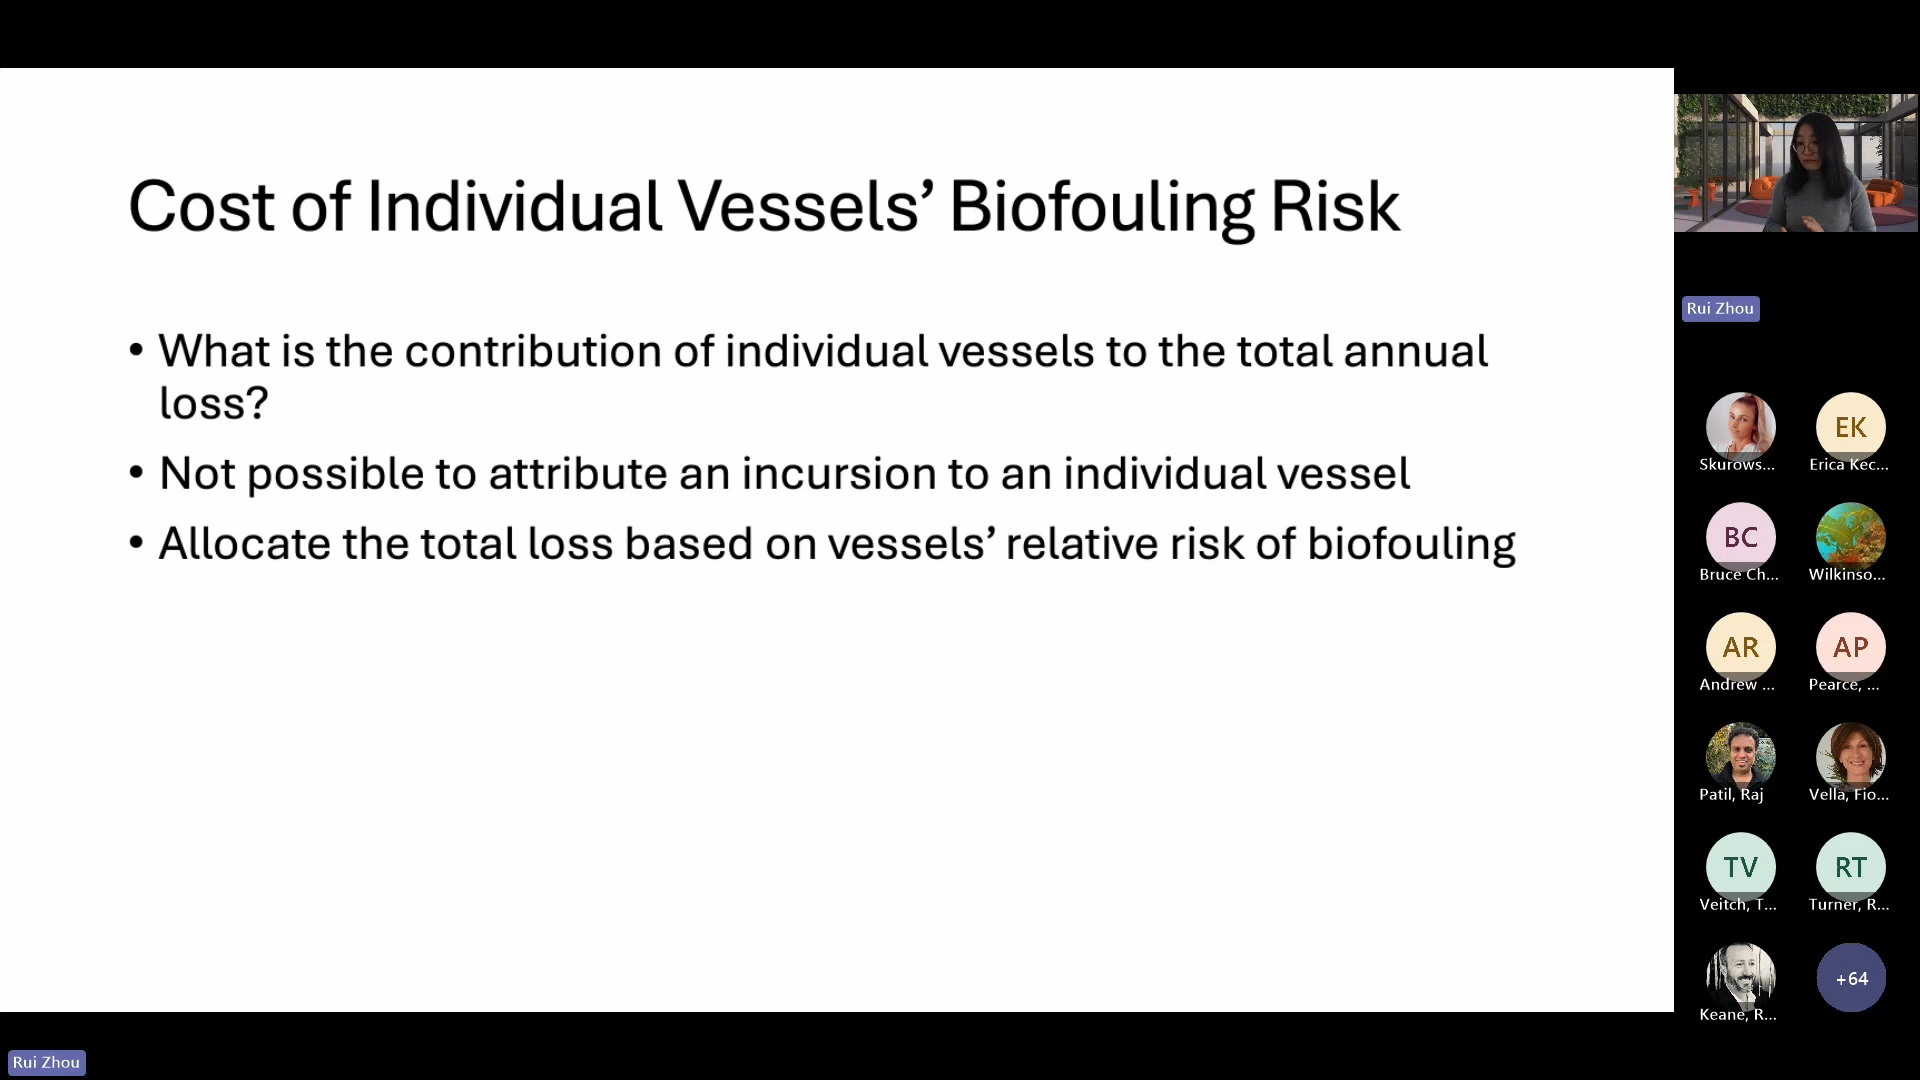 Cost of Individual Vessels’ Biofouling Risk
• What is the contribution of individual vessels to the total annual
loss?
• Not possible to attribute an incursion to an individual vessel
• Allocate the total loss based on vessels’ relative risk of biofouling
Rui Zhou
Skurows...
EK
Erica Kec...
BC
Bruce Ch...
Wilkinso...
AR
Andrew ...
AP
Pearce, ...
Patil, Raj
Vella, Fio...
TV
Veitch, T...
RT
Turner, R...
Keane, R...
+64
Rui Zhou